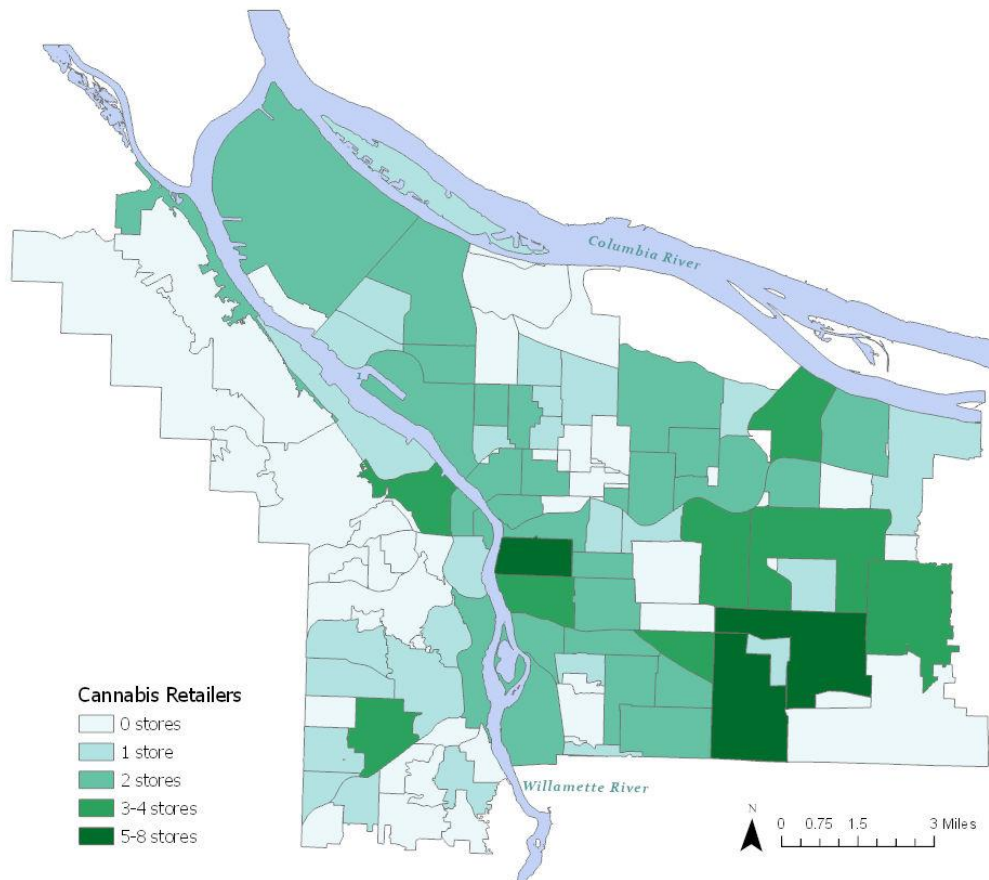 Columbia River
1
Cannabis Retailers
0 stores
1 store
2 stores
3-4 stores
5-8 stores
Willamette River
N
0 0.75 1.5 3 Miles